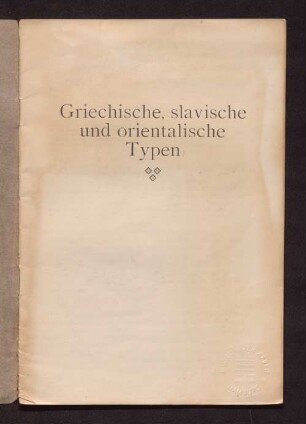 Griechische, slavische
und orientalische
Typen